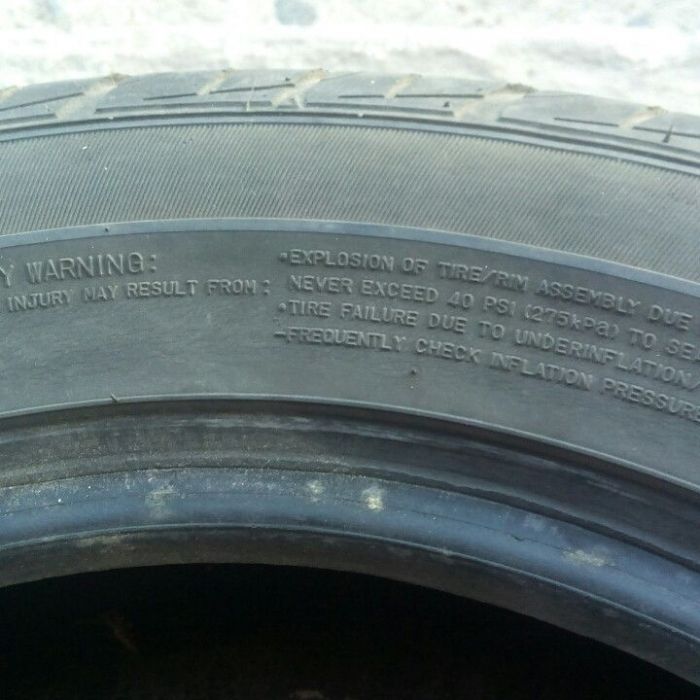 Y WARNING:
INJURY MAY RESULT FROM:
•EXPLOSION OF TIRE/RIM ASSEMBLY DUE
NEVER EXCEED 40 PSI (275kPa) TO SE
•TIRE FAILURE DUE TO UNDERINFLATION
-FREQUENTLY CHECK INFLATION PRESSURE